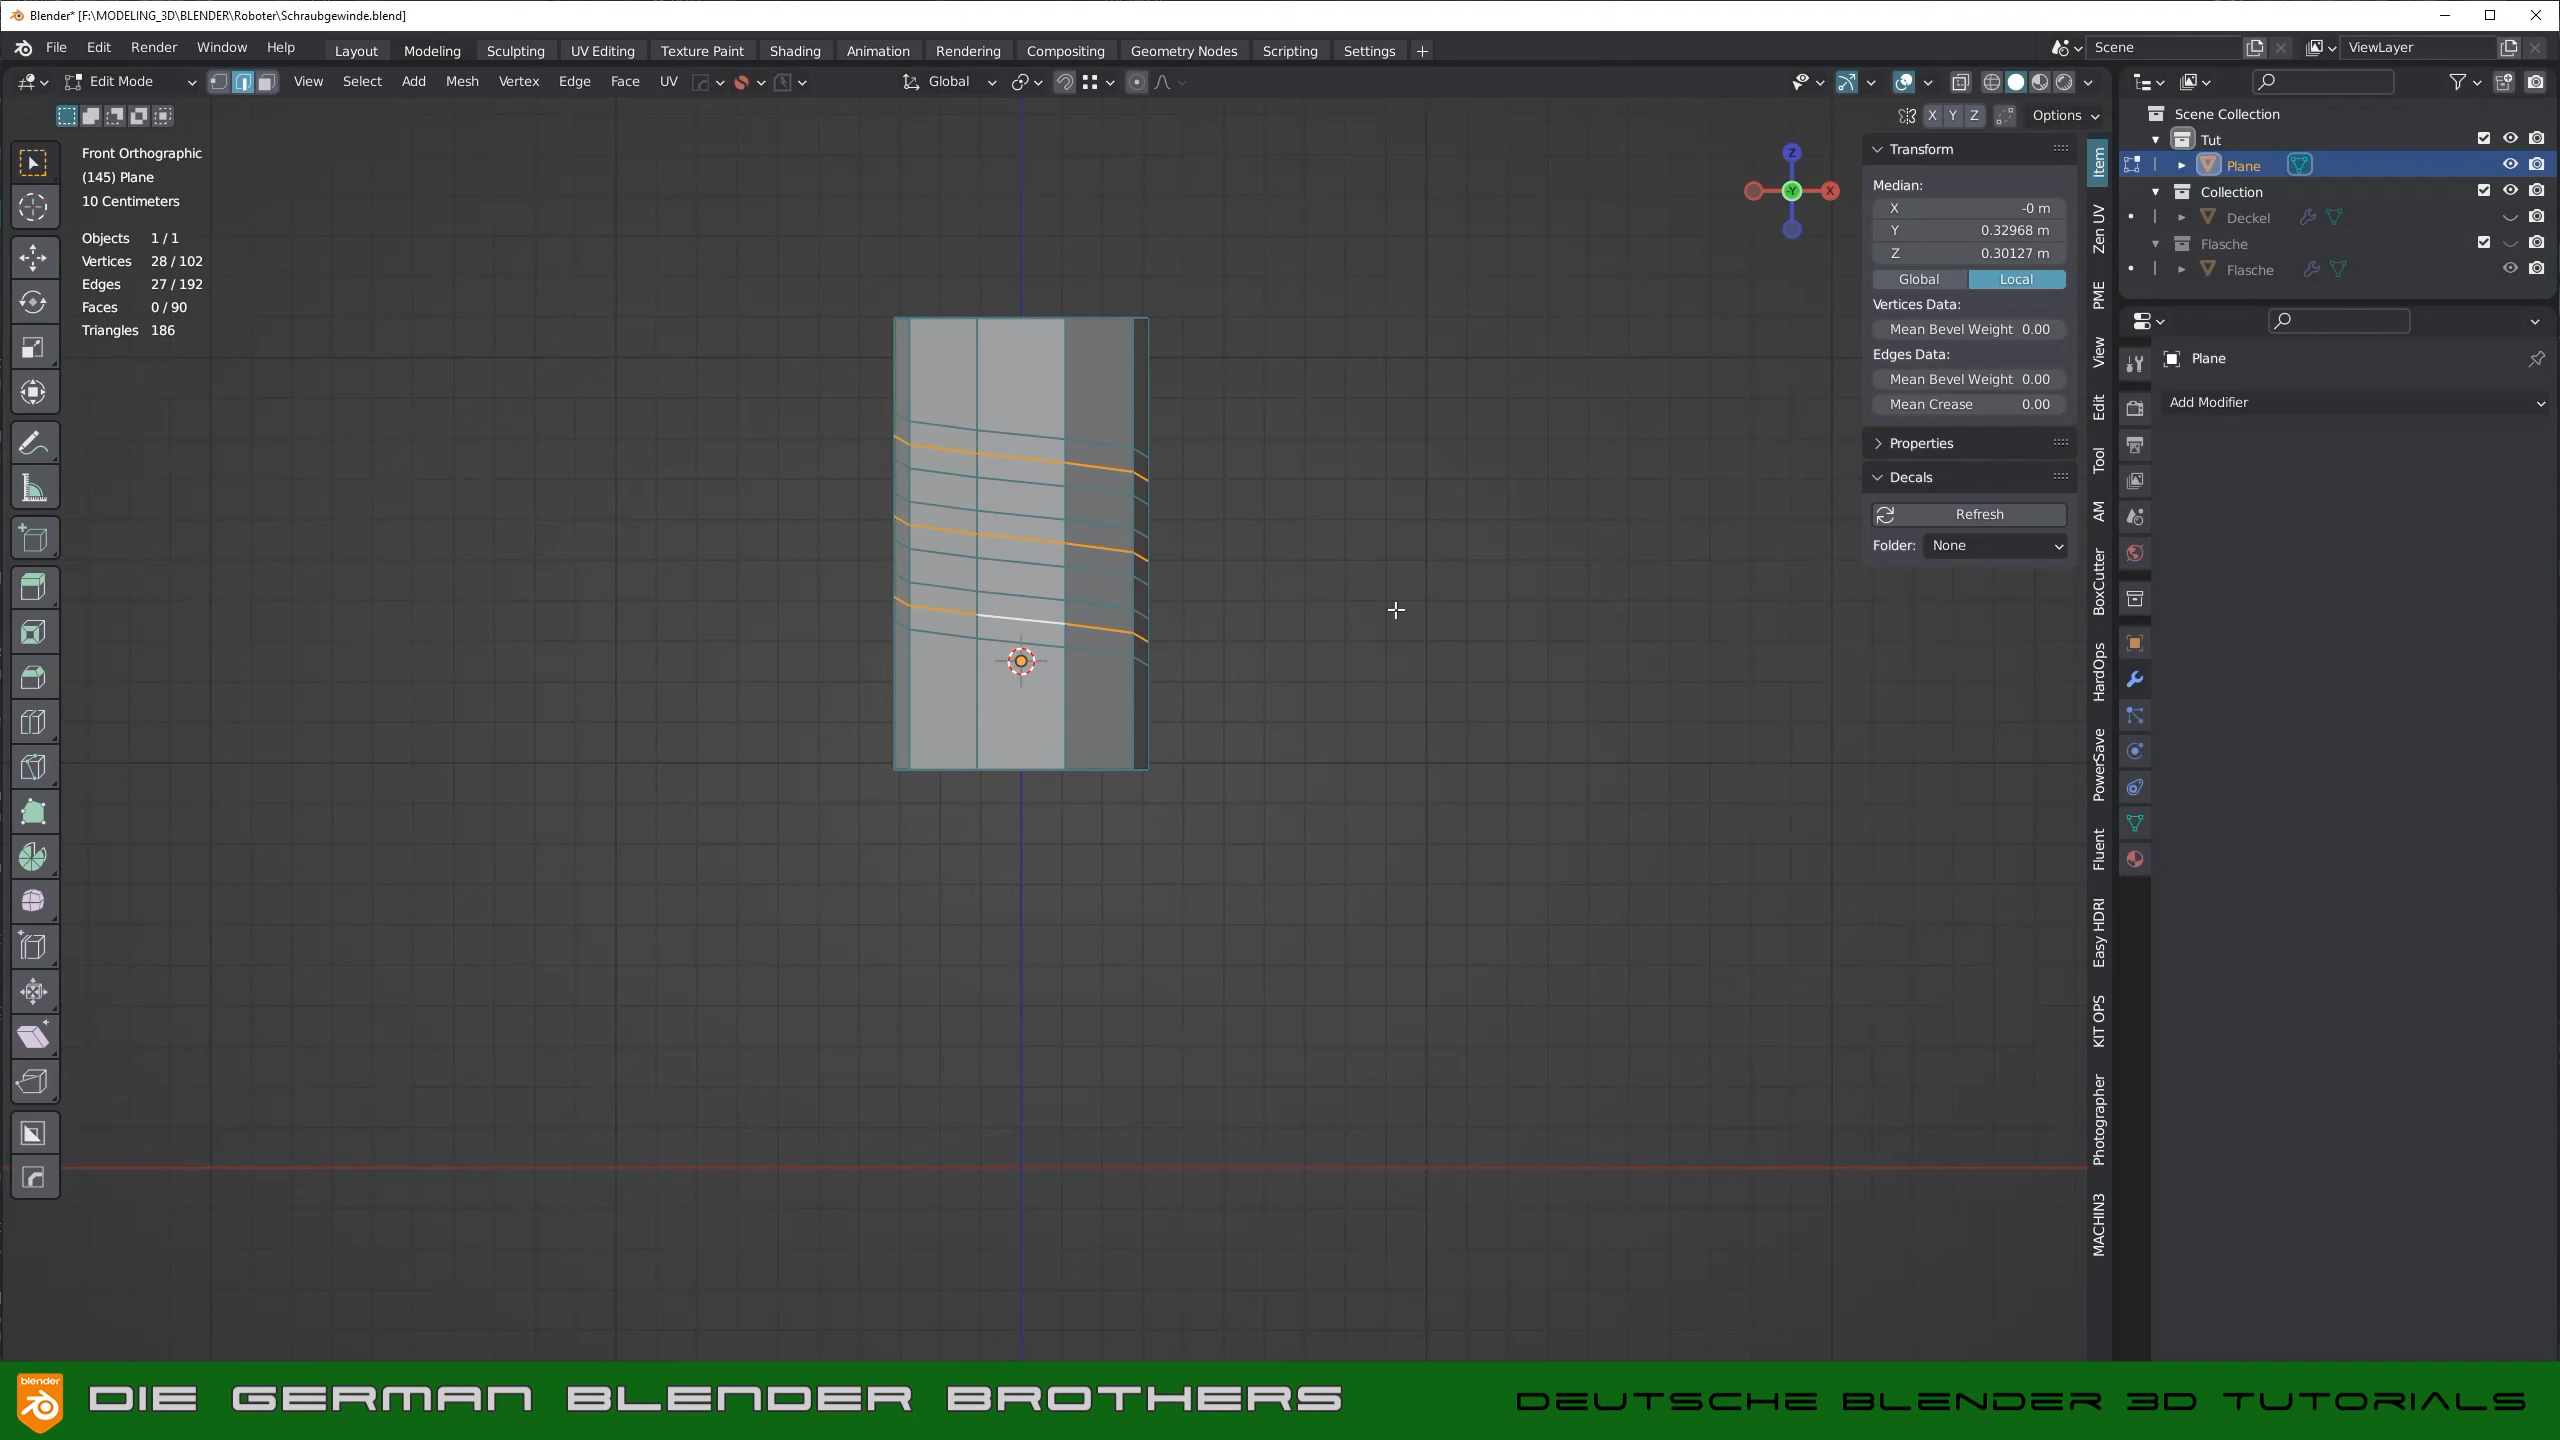 Blender* [F:\MODELING_3D\BLENDER\Roboter\Schraubgewinde.blend]
File Edit Render Window Help Layout Modeling Sculpting UV Editing Texture Paint Shading Animation Rendering Compositing Geometry Nodes Scripting Settings + Scene ViewLayer
Edit Mode View Select Add Mesh Vertex Edge Face UV Global
X Y Z Options
Front Orthographic
(145) Plane
10 Centimeters
Objects 1 / 1
Vertices 28 / 102
Edges 27 / 192
Faces 0 / 90
Triangles 186
Z
Y
X
Transform
Median:
X -0 m
Y 0.32968 m
Z 0.30127 m
Global Local
Vertices Data:
Mean Bevel Weight 0.00
Edges Data:
Mean Bevel Weight 0.00
Mean Crease 0.00
Properties
Decals
Refresh
Folder: None
Item
Zen UV
PME
View
Edit
Tool
AM
BoxCutter
HardOps
PowerSave
Fluent
Easy HDRI
KIT OPS
Photographer
MACHIN3
Scene Collection
Tut
Plane
Collection
Deckel
Flasche
Flasche
Plane
Add Modifier
blender
DIE GERMAN BLENDER BROTHERS
DEUTSCHE BLENDER 3D TUTORIALS